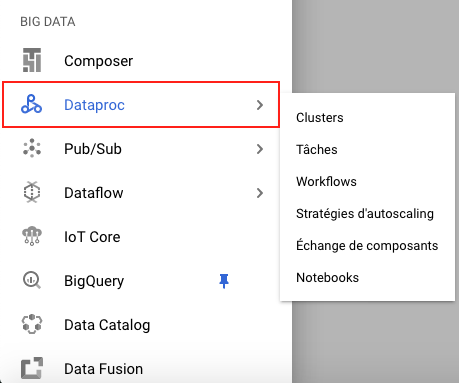 BIG DATA
Composer
Dataproc
Pub/Sub
Dataflow
IoT Core
BigQuery
Data Catalog
Data Fusion
Clusters
Tâches
Workflows
Stratégies d'autoscaling
Échange de composants
Notebooks